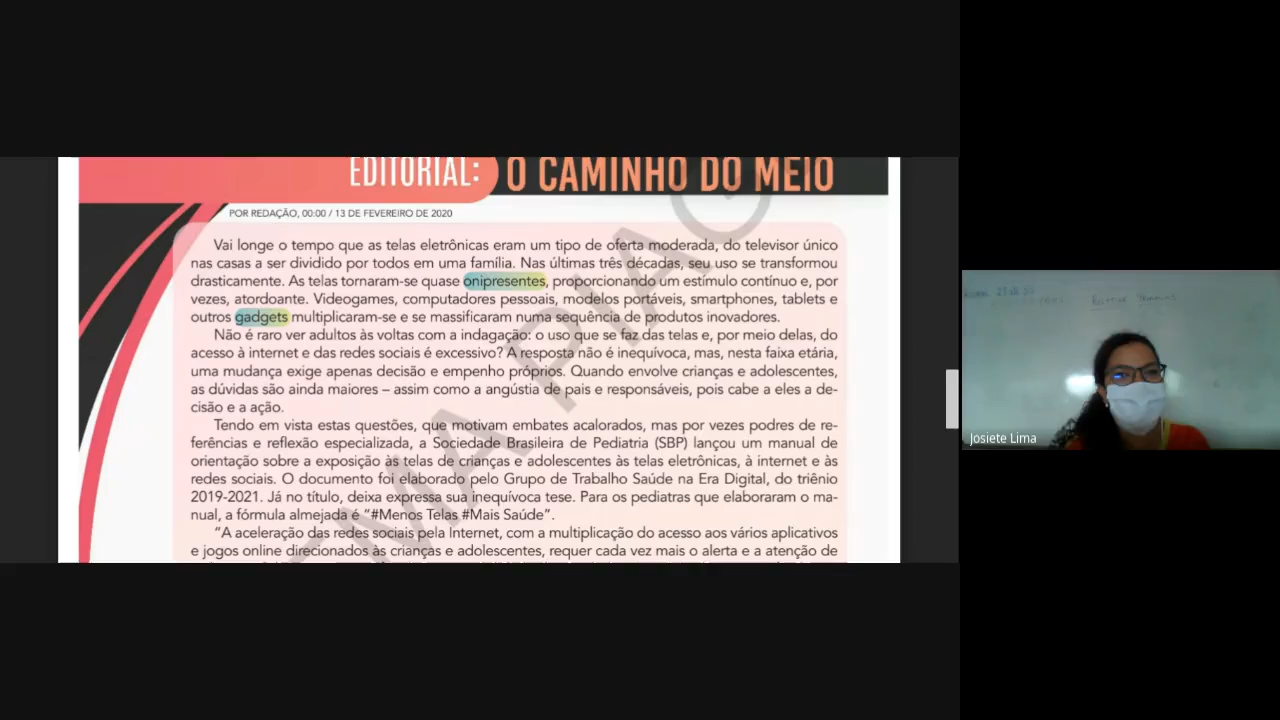 EDITORIAL: O CAMINHO DO MEIO
POR REDAÇÃO, 00:00 / 13 DE FEVEREIRO DE 2020
Vai longe o tempo que as telas eletrônicas eram um tipo de oferta moderada, do televisor único
nas casas a ser dividido por todos em uma família. Nas últimas três décadas, seu uso se transformou
drasticamente. As telas tornaram-se quase onipresentes, proporcionando um estímulo contínuo e, por
vezes, atordoante. Videogames, computadores pessoais, modelos portáveis, smartphones, tablets e
outros gadgets multiplicaram-se e se massificaram numa sequência de produtos inovadores.
Não é raro ver adultos às voltas com a indagação: o uso que se faz das telas e, por meio delas, do
acesso à internet e das redes sociais é excessivo? A resposta não é inequívoca, mas, nesta faixa etária,
uma mudança exige apenas decisão e empenho próprios. Quando envolve crianças e adolescentes,
as dúvidas são ainda maiores – assim como a angústia de pais e responsáveis, pois cabe a eles a de-
cisão e a ação.
Tendo em vista estas questões, que motivam embates acalorados, mas por vezes podres de re-
ferências e reflexão especializada, a Sociedade Brasileira de Pediatria (SBP) lançou um manual de
orientação sobre a exposição às telas de crianças e adolescentes às telas eletrônicas, à internet e às
redes sociais. O documento foi elaborado pelo Grupo de Trabalho Saúde na Era Digital, do triênio
2019-2021. Já no título, deixa expressa sua inequívoca tese. Para os pediatras que elaboraram o ma-
nual, a fórmula almejada é “#Menos Telas #Mais Saúde”.
“A aceleração das redes sociais pela Internet, com a multiplicação do acesso aos vários aplicativos
e jogos online direcionados às crianças e adolescentes, requer cada vez mais o alerta e a atenção de
Josiete Lima